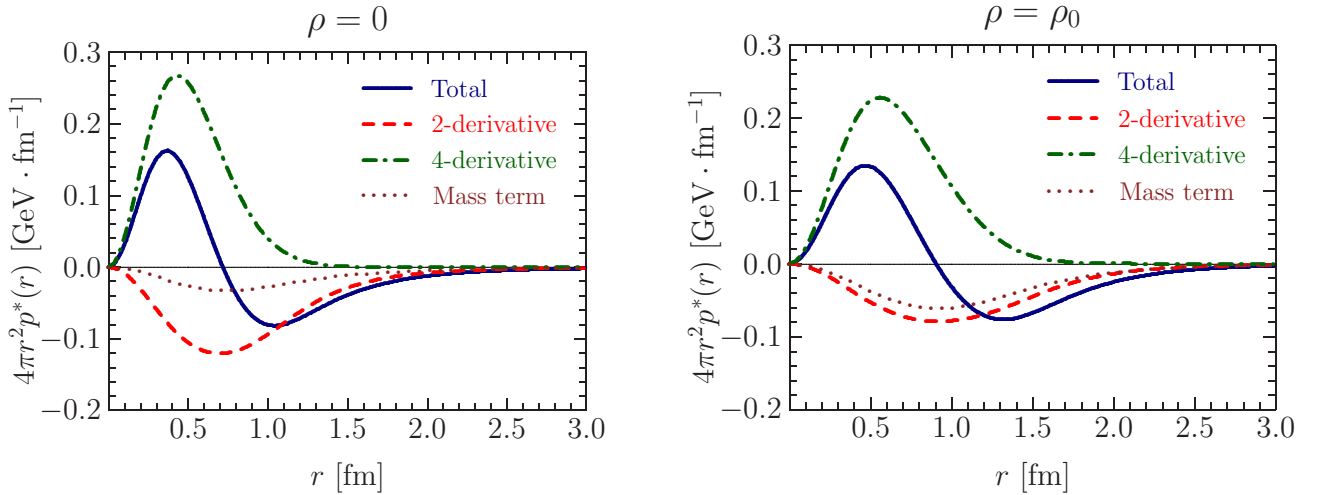 ρ = 0
4πr²p*(r) [GeV · fm⁻¹]
0.3
0.2
0.1
0.0
−0.1
−0.2
Total
2-derivative
4-derivative
Mass term
0.5 1.0 1.5 2.0 2.5 3.0
r [fm]
ρ = ρ₀
4πr²p*(r) [GeV · fm⁻¹]
0.3
0.2
0.1
0.0
−0.1
−0.2
Total
2-derivative
4-derivative
Mass term
0.5 1.0 1.5 2.0 2.5 3.0
r [fm]